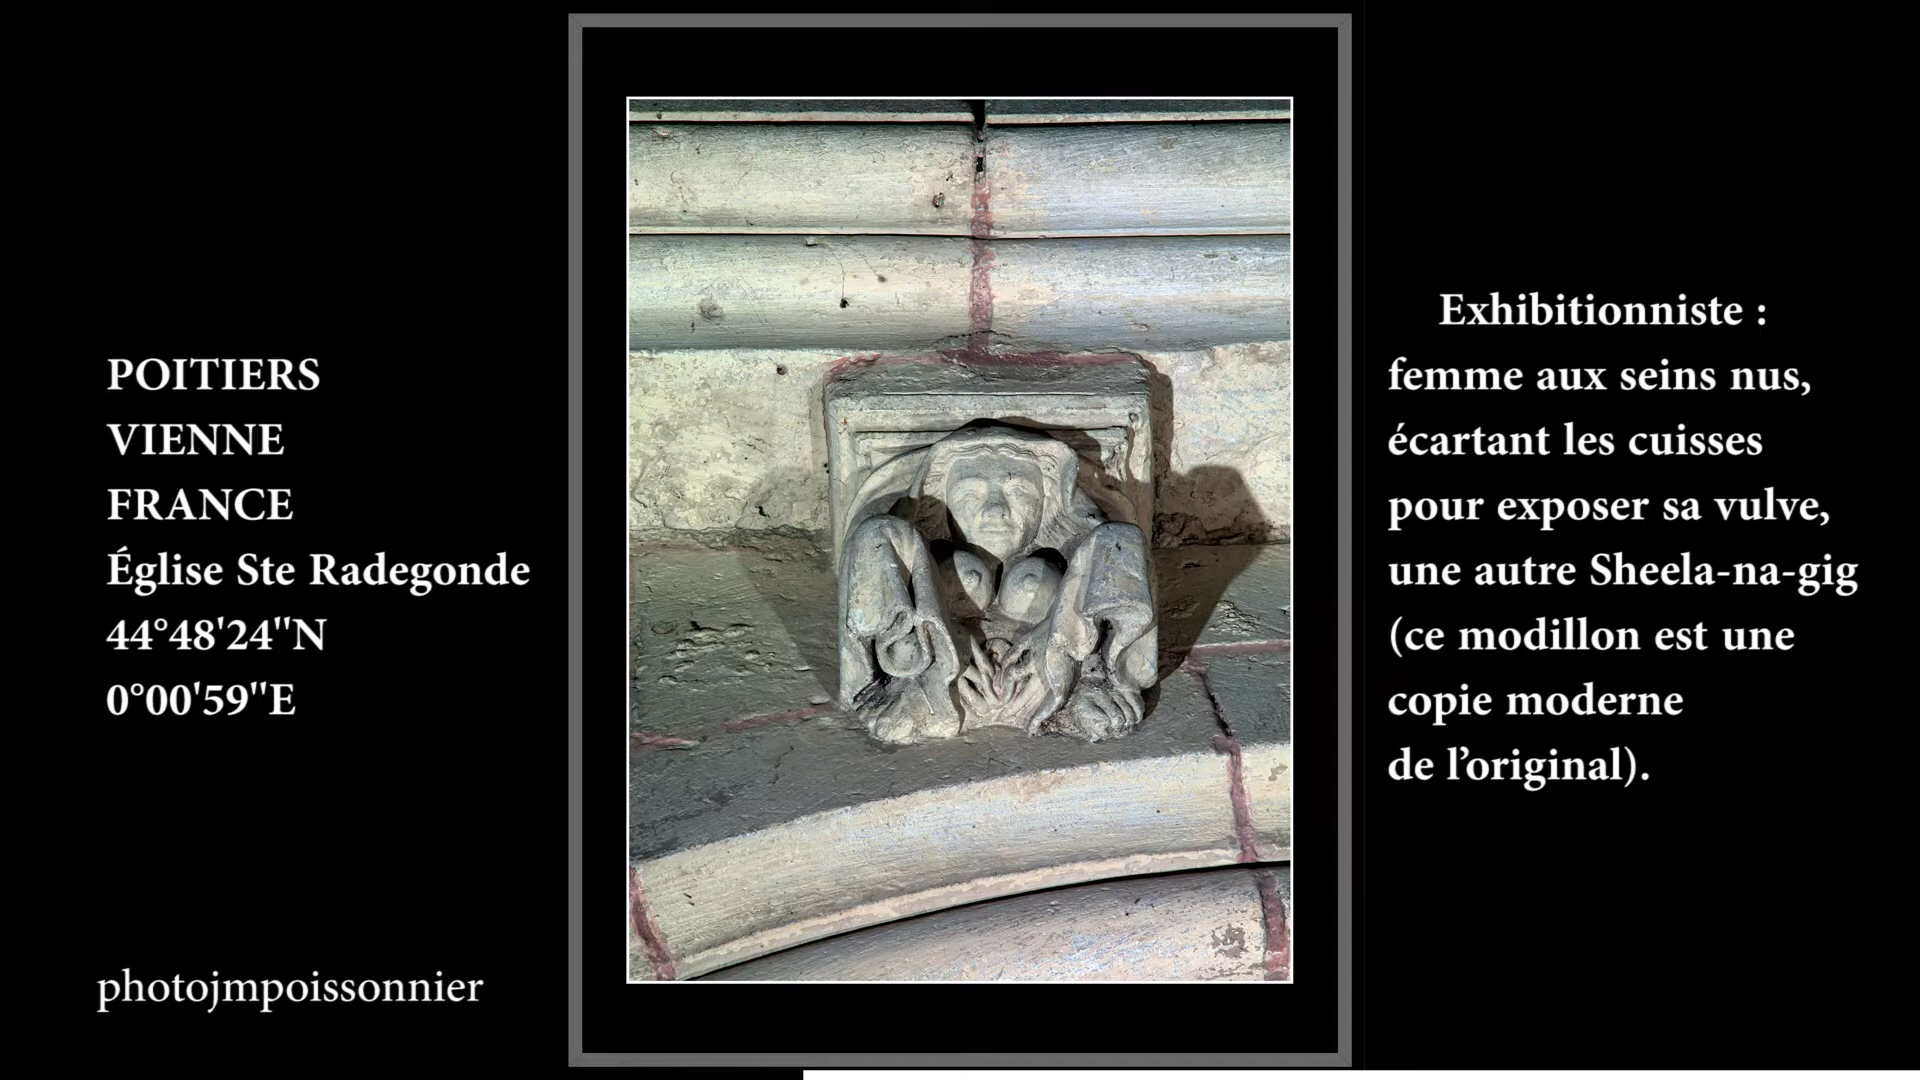 POITIERS
VIENNE
FRANCE
Église Ste Radegonde
44°48'24"N
0°00'59"E
photojmpoissonnier
Exhibitionniste :
femme aux seins nus,
écartant les cuisses
pour exposer sa vulve,
une autre Sheela-na-gig
(ce modillon est une
copie moderne
de l’original).